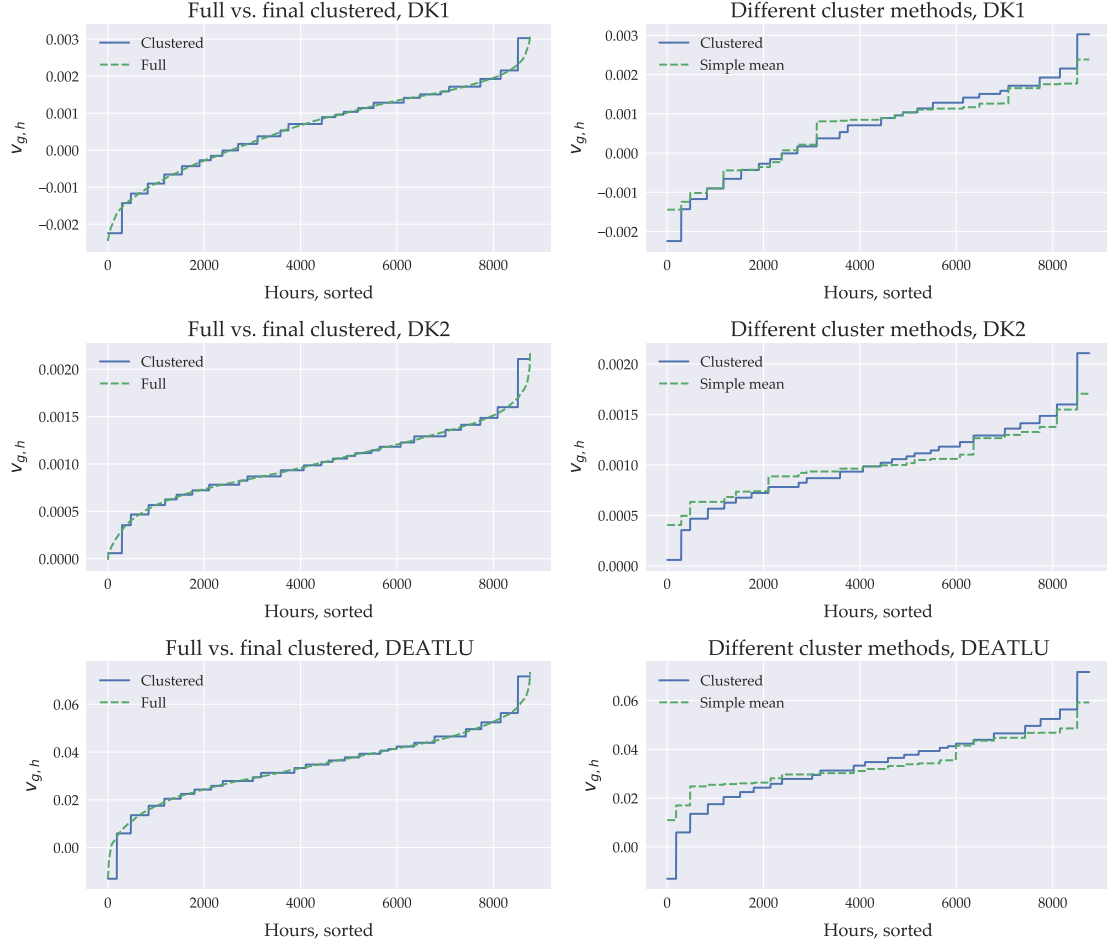 Full vs. final clustered, DK1
Clustered
Full
0.003
0.002
0.001
0.000
−0.001
−0.002
v_{g,h}
0
2000
4000
6000
8000
Hours, sorted
Different cluster methods, DK1
Clustered
Simple mean
0.003
0.002
0.001
0.000
−0.001
−0.002
v_{g,h}
0
2000
4000
6000
8000
Hours, sorted
Full vs. final clustered, DK2
Clustered
Full
0.0020
0.0015
0.0010
0.0005
0.0000
v_{g,h}
0
2000
4000
6000
8000
Hours, sorted
Different cluster methods, DK2
Clustered
Simple mean
0.0020
0.0015
0.0010
0.0005
0.0000
v_{g,h}
0
2000
4000
6000
8000
Hours, sorted
Full vs. final clustered, DEATLU
Clustered
Full
0.06
0.04
0.02
0.00
v_{g,h}
0
2000
4000
6000
8000
Hours, sorted
Different cluster methods, DEATLU
Clustered
Simple mean
0.06
0.04
0.02
0.00
v_{g,h}
0
2000
4000
6000
8000
Hours, sorted